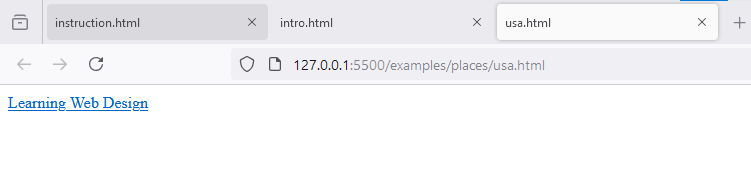 instruction.html
intro.html
usa.html
127.0.0.1:5500/examples/places/usa.html
Learning Web Design